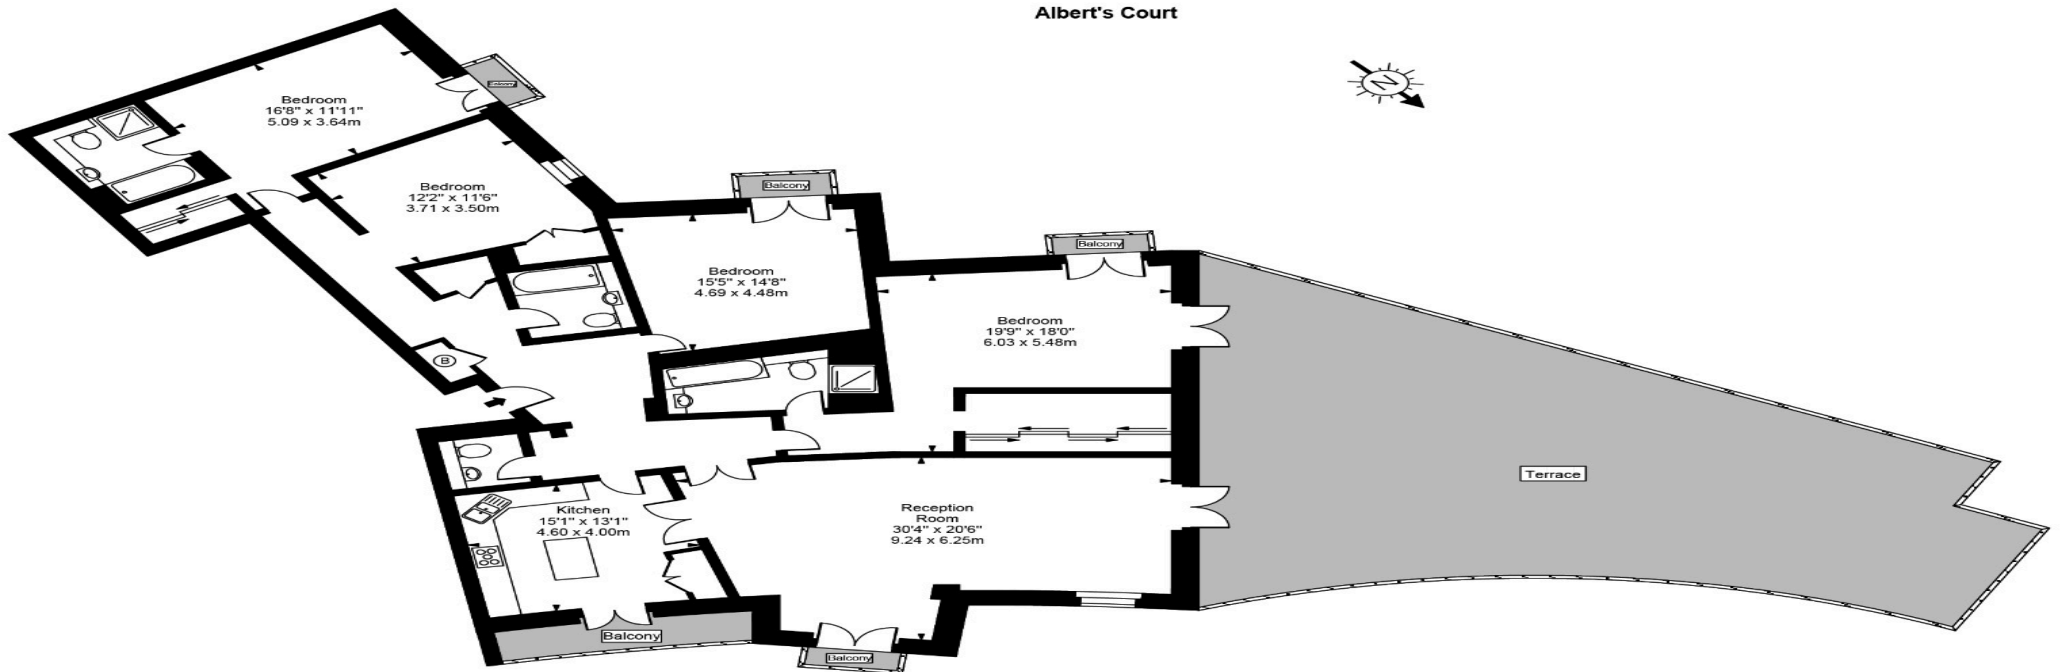 Albert's Court
N
Balcony
Bedroom
16'8" x 11'11"
5.09 x 3.64m
Bedroom
12'2" x 11'6"
3.71 x 3.50m
Balcony
Bedroom
15'5" x 14'8"
4.69 x 4.48m
Balcony
Bedroom
19'9" x 18'0"
6.03 x 5.48m
B
Terrace
Kitchen
15'1" x 13'1"
4.60 x 4.00m
Reception
Room
30'4" x 20'6"
9.24 x 6.25m
Balcony
Balcony